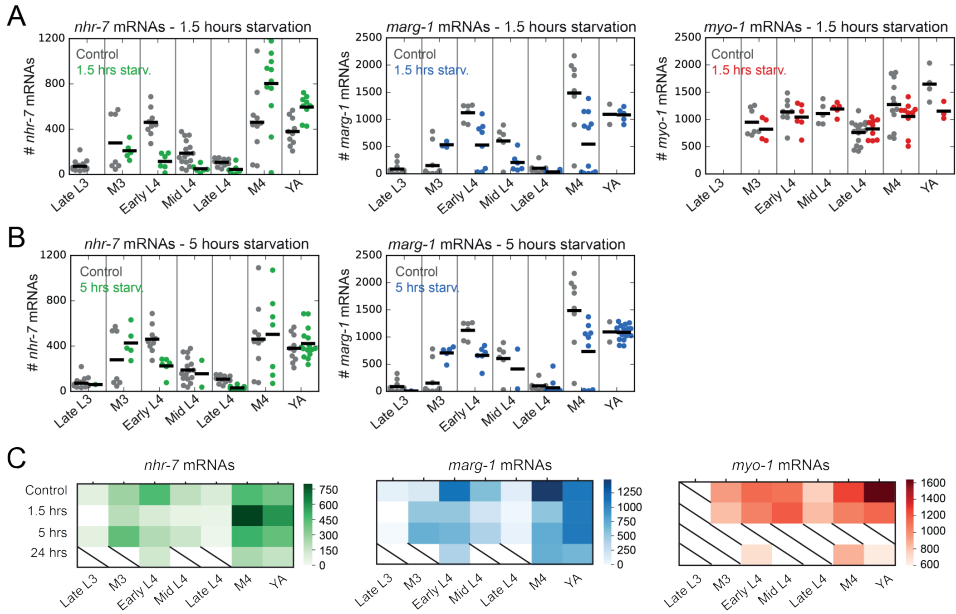 A
nhr-7 mRNAs - 1.5 hours starvation
1200
800
400
0
# nhr-7 mRNAs
Control
1.5 hrs starv.
Late L3
M3
Early L4
Mid L4
Late L4
M4
YA
marg-1 mRNAs - 1.5 hours starvation
2500
2000
1500
1000
500
0
# marg-1 mRNAs
Control
1.5 hrs starv.
Late L3
M3
Early L4
Mid L4
Late L4
M4
YA
myo-1 mRNAs - 1.5 hours starvation
2500
2000
1500
1000
500
0
# myo-1 mRNAs
Control
1.5 hrs starv.
Late L3
M3
Early L4
Mid L4
Late L4
M4
YA
B
nhr-7 mRNAs - 5 hours starvation
1200
800
400
0
# nhr-7 mRNAs
Control
5 hrs starv.
Late L3
M3
Early L4
Mid L4
Late L4
M4
YA
marg-1 mRNAs - 5 hours starvation
2500
2000
1500
1000
500
0
# marg-1 mRNAs
Control
5 hrs starv.
Late L3
M3
Early L4
Mid L4
Late L4
M4
YA
C
nhr-7 mRNAs
Control
1.5 hrs
5 hrs
24 hrs
Late L3
M3
Early L4
Mid L4
Late L4
M4
YA
750
600
450
300
150
0
marg-1 mRNAs
Late L3
M3
Early L4
Mid L4
Late L4
M4
YA
1250
1000
750
500
250
0
myo-1 mRNAs
Late L3
M3
Early L4
Mid L4
Late L4
M4
YA
1600
1400
1200
1000
800
600